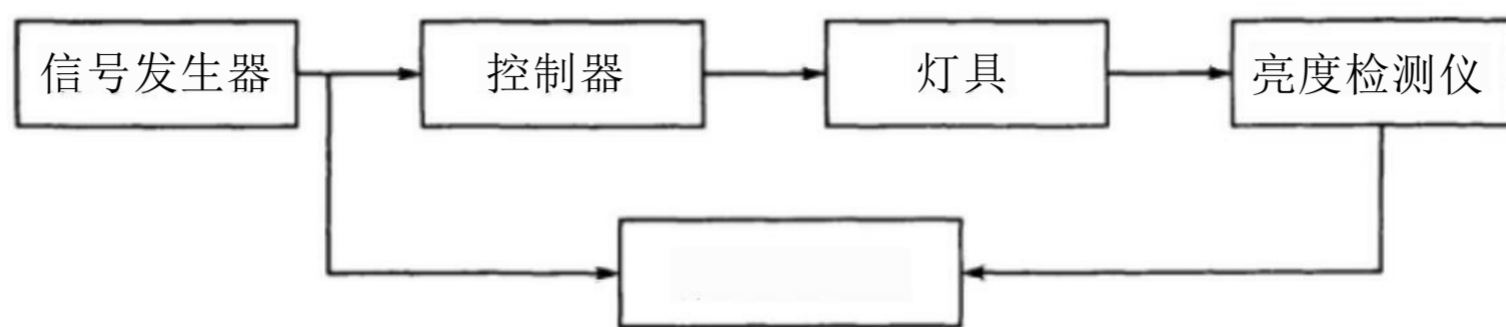 信号发生器
控制器
灯具
亮度检测仪